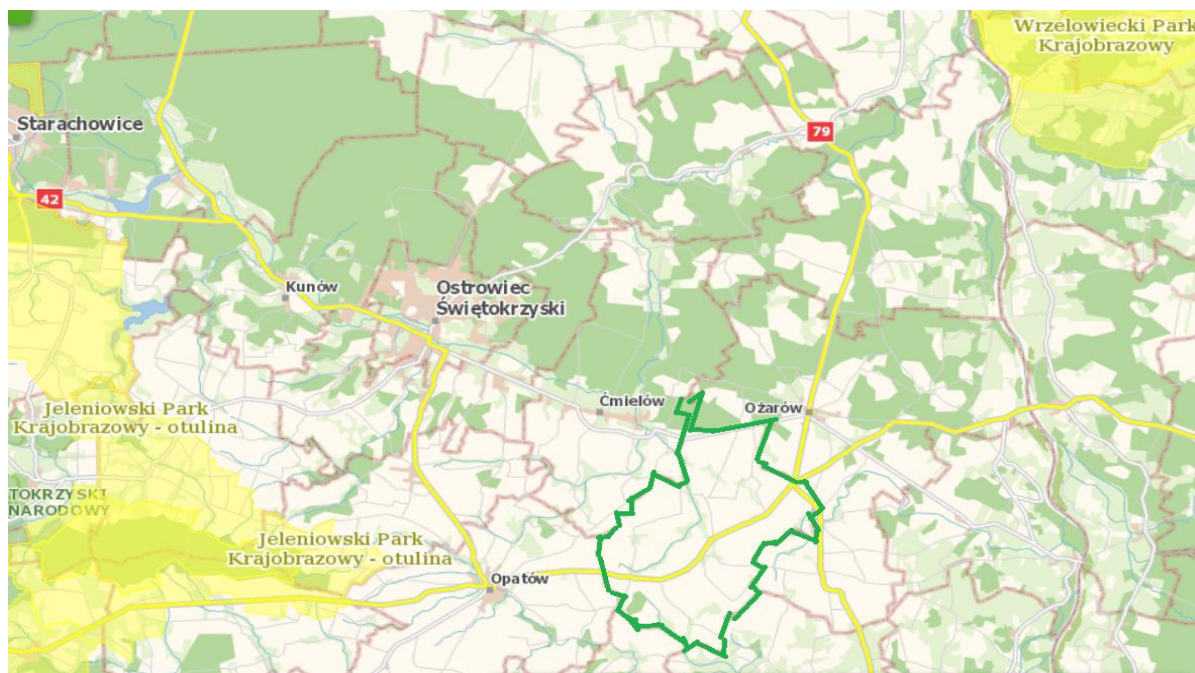 Wrzelowiecki Park
Krajobrazowy
Starachowice
79
42
Kunów
Ostrowiec
Świętokrzyski
Ćmielów
Ożarów
Jeleniowski Park
Krajobrazowy - otulina
TOKRZYSKI
NARODOWY
Jeleniowski Park
Krajobrazowy - otulina
Opatów